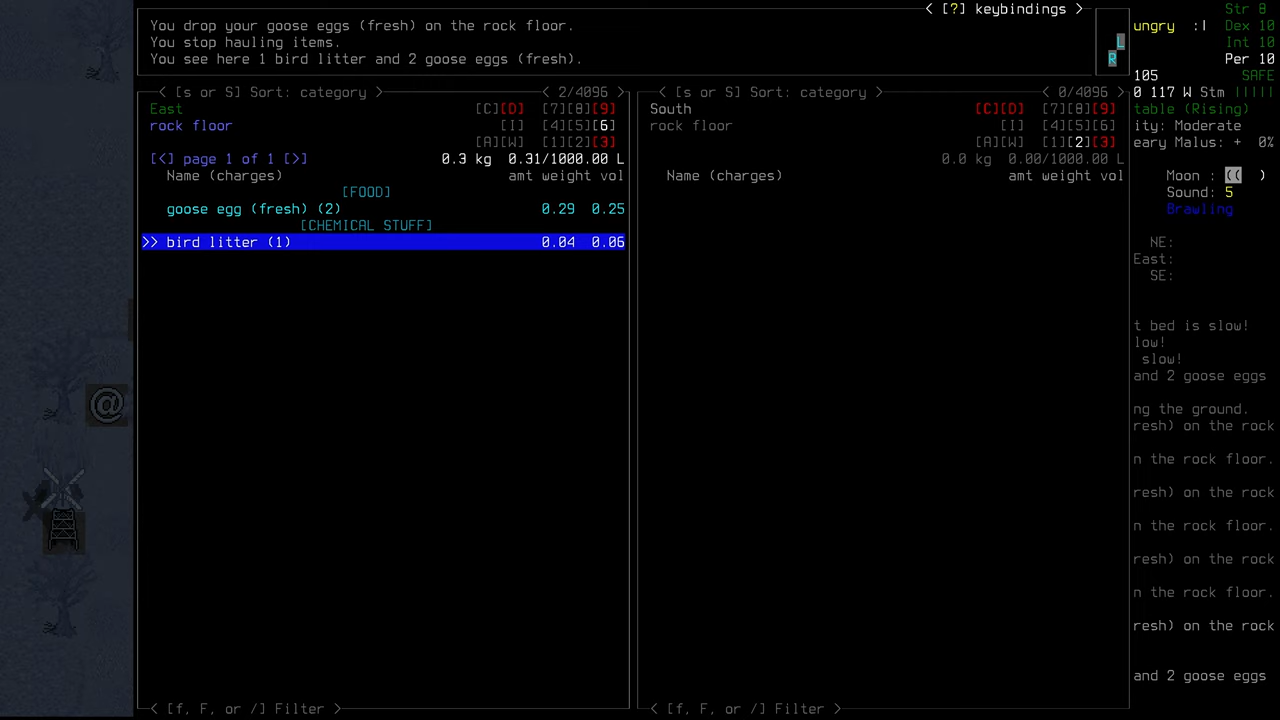 < [?] keybindings >
Str 8
You drop your goose eggs (fresh) on the rock floor.
ungry :| Dex 10
You stop hauling items.
L
Int 10
You see here 1 bird litter and 2 goose eggs (fresh).
R
Per 10
105 SAFE
< [s or S] Sort: category > < 2/4096 >
< [s or S] Sort: category > < 0/4096 >
0 117 W Stm |||||
East [C][D] [7][8][9]
South [C][D] [7][8][9]
table (Rising)
rock floor [I] [4][5][6]
rock floor [I] [4][5][6]
ity: Moderate
[A][W] [1][2][3]
[A][W] [1][2][3]
eary Malus: + 0%
[<] page 1 of 1 [>] 0.3 kg 0.31/1000.00 L
0.0 kg 0.00/1000.00 L
Name (charges) amt weight vol
Name (charges) amt weight vol
Moon : (( )
[FOOD]
Sound: 5
goose egg (fresh) (2) 0.29 0.25
Brawling
[CHEMICAL STUFF]
>> bird litter (1) 0.04 0.06
NE:
East:
SE:
t bed is slow!
low!
slow!
and 2 goose eggs
@
ng the ground.
resh) on the rock
n the rock floor.
resh) on the rock
n the rock floor.
resh) on the rock
n the rock floor.
resh) on the rock
and 2 goose eggs
< [f, F, or /] Filter >
< [f, F, or /] Filter >